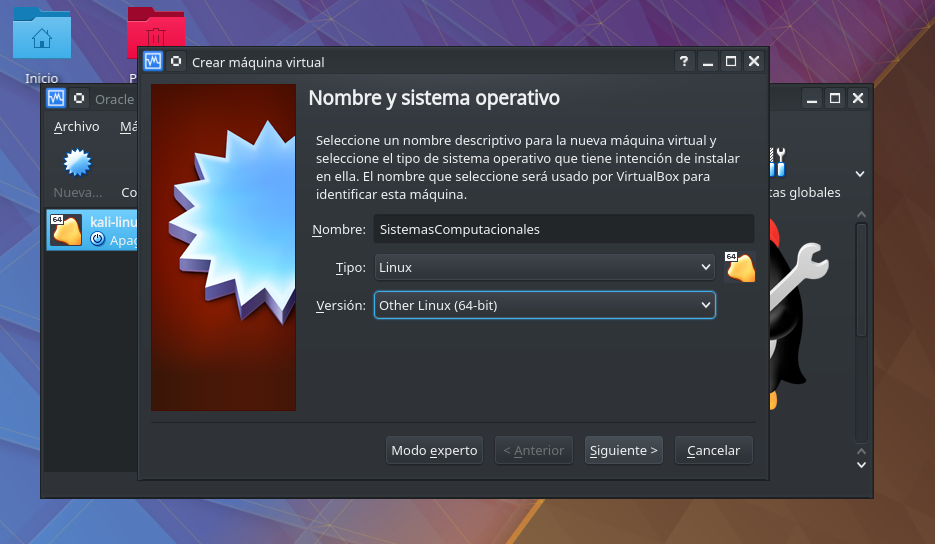 Inicio
P
Crear máquina virtual
?
Oracle
Archivo
Má
Nueva...
Co
tas globales
64
kali-linu
Apag
Nombre y sistema operativo
Seleccione un nombre descriptivo para la nueva máquina virtual y
seleccione el tipo de sistema operativo que tiene intención de instalar
en ella. El nombre que seleccione será usado por VirtualBox para
identificar esta máquina.
Nombre: SistemasComputacionales
Tipo: Linux
64
Versión: Other Linux (64-bit)
Modo experto
< Anterior
Siguiente >
Cancelar